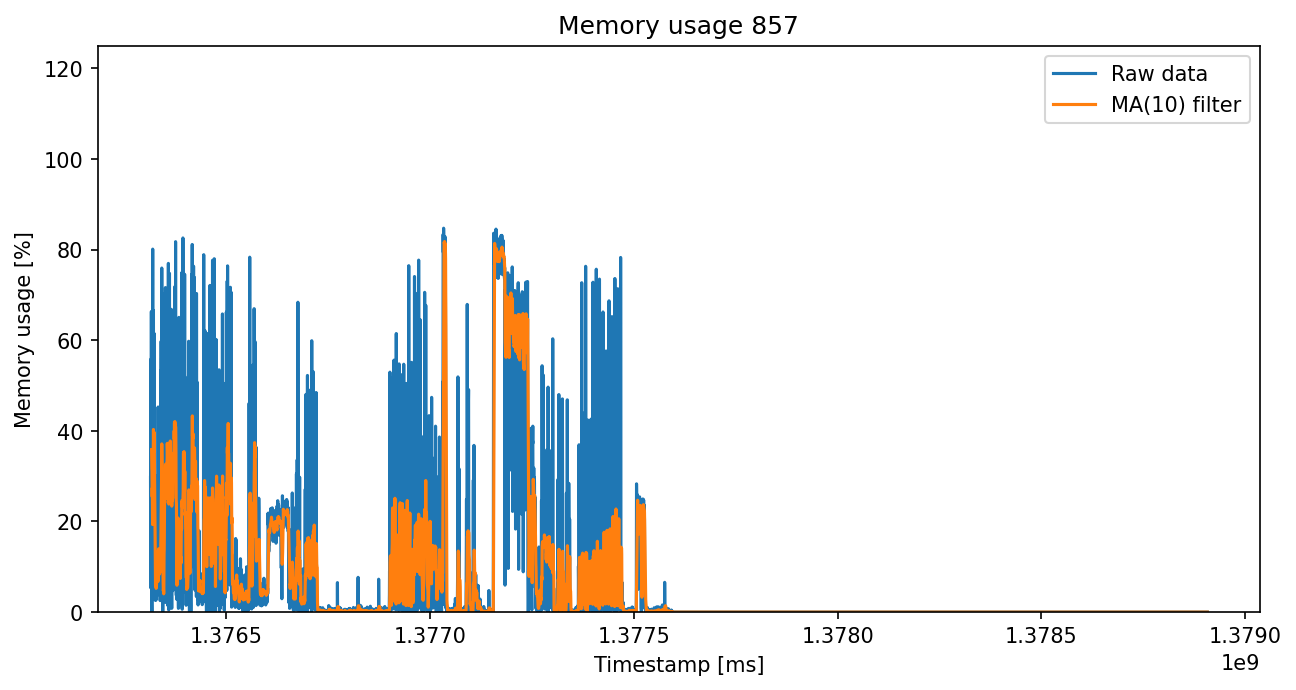 Memory usage 857
Raw data
MA(10) filter
Memory usage [%]
120
100
80
60
40
20
0
1.3765 1.3770 1.3775 1.3780 1.3785 1.3790
1e9
Timestamp [ms]